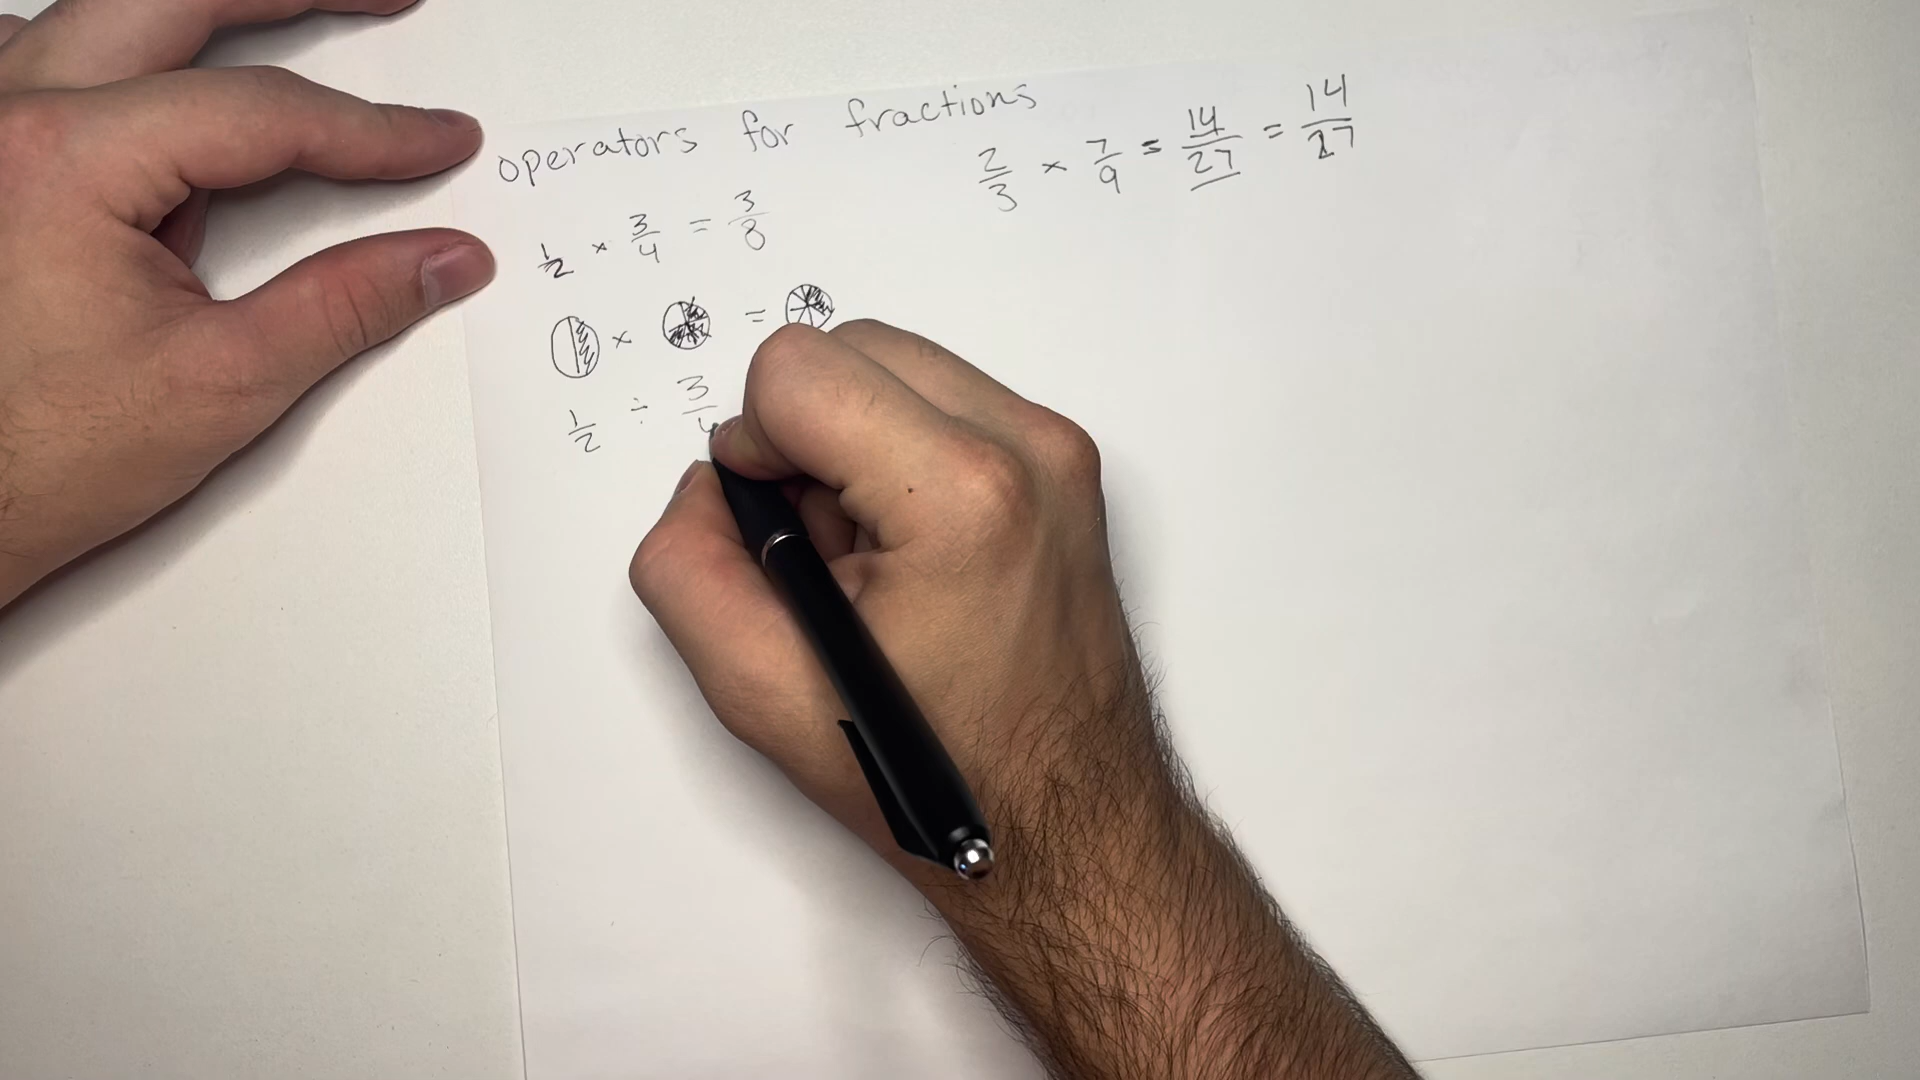 operators for fractions
2/3 × 7/9 = 14/27 = 14/27
1/2 × 3/4 = 3/8
× =
1/2 ÷ 3/4